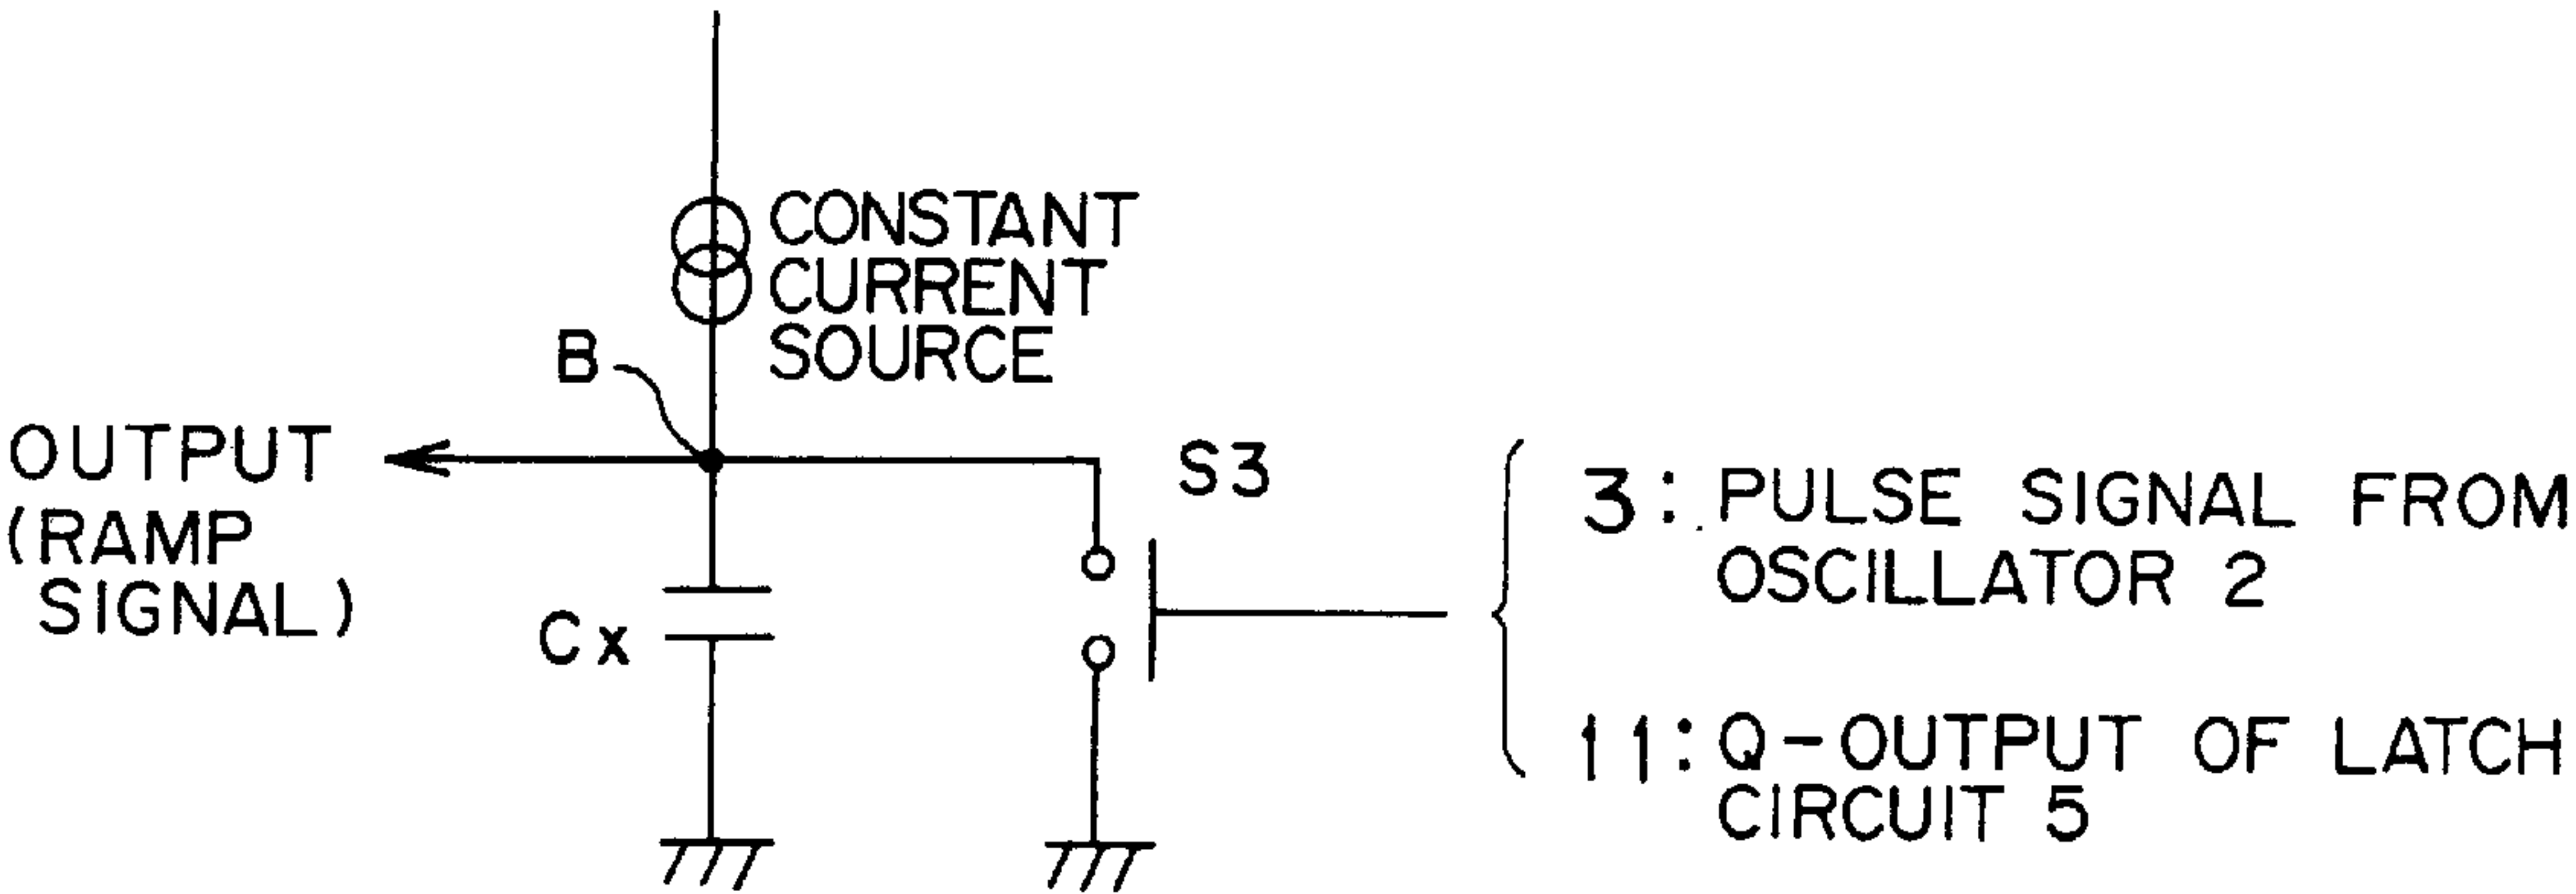 CONSTANT
CURRENT
SOURCE
B
OUTPUT
(RAMP
SIGNAL)
Cx
S3
3: PULSE SIGNAL FROM
OSCILLATOR 2
11: Q-OUTPUT OF LATCH
CIRCUIT 5